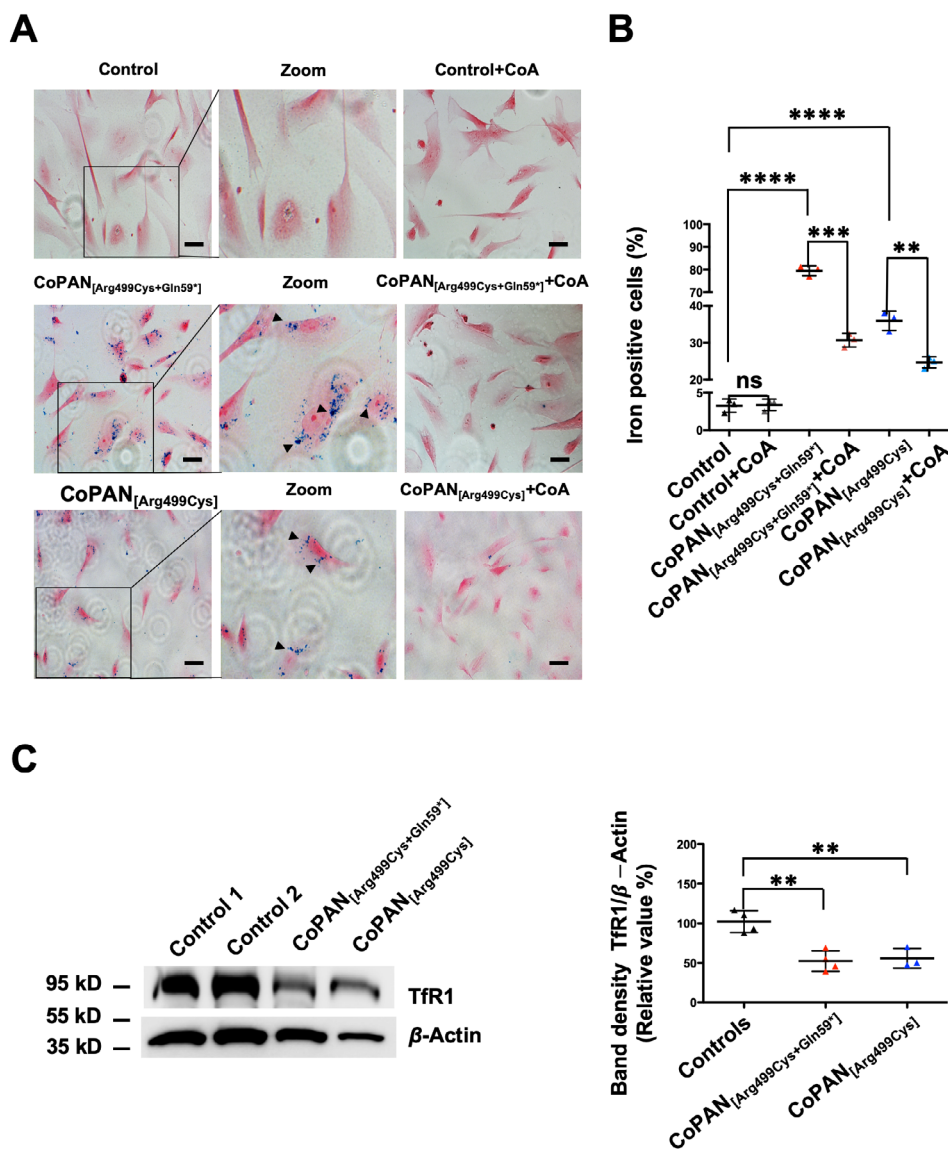 A
Control
Zoom
Control+CoA
CoPAN[Arg499Cys+Gln59*]
Zoom
CoPAN[Arg499Cys+Gln59*]+CoA
CoPAN[Arg499Cys]
Zoom
CoPAN[Arg499Cys]+CoA
B
Iron positive cells (%)
100
90
80
70
40
30
20
5
0
****
****
***
**
ns
Control
Control+CoA
CoPAN[Arg499Cys+Gln59*]
CoPAN[Arg499Cys+Gln59*]+CoA
CoPAN[Arg499Cys]
CoPAN[Arg499Cys]+CoA
C
Control 1
Control 2
CoPAN[Arg499Cys+Gln59*]
CoPAN[Arg499Cys]
95 kD
55 kD
35 kD
TfR1
β-Actin
Band density TfR1/β –Actin
(Relative value %)
200
150
100
50
0
**
**
Controls
CoPAN[Arg499Cys+Gln59*]
CoPAN[Arg499Cys]